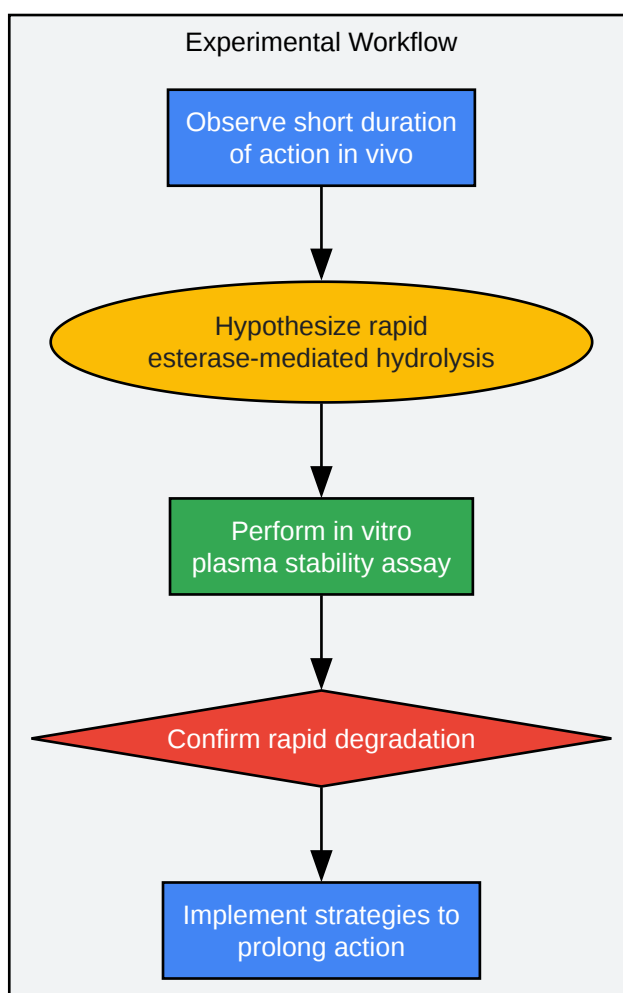 Experimental Workflow
Observe short duration
of action in vivo
Hypothesize rapid
esterase-mediated hydrolysis
Perform in vitro
plasma stability assay
Confirm rapid degradation
Implement strategies to
prolong action